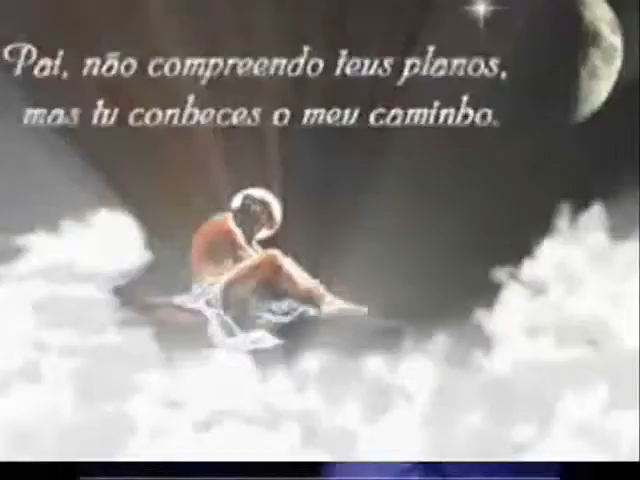 Pai, não compreendo teus planos,
mas tu conheces o meu caminho.